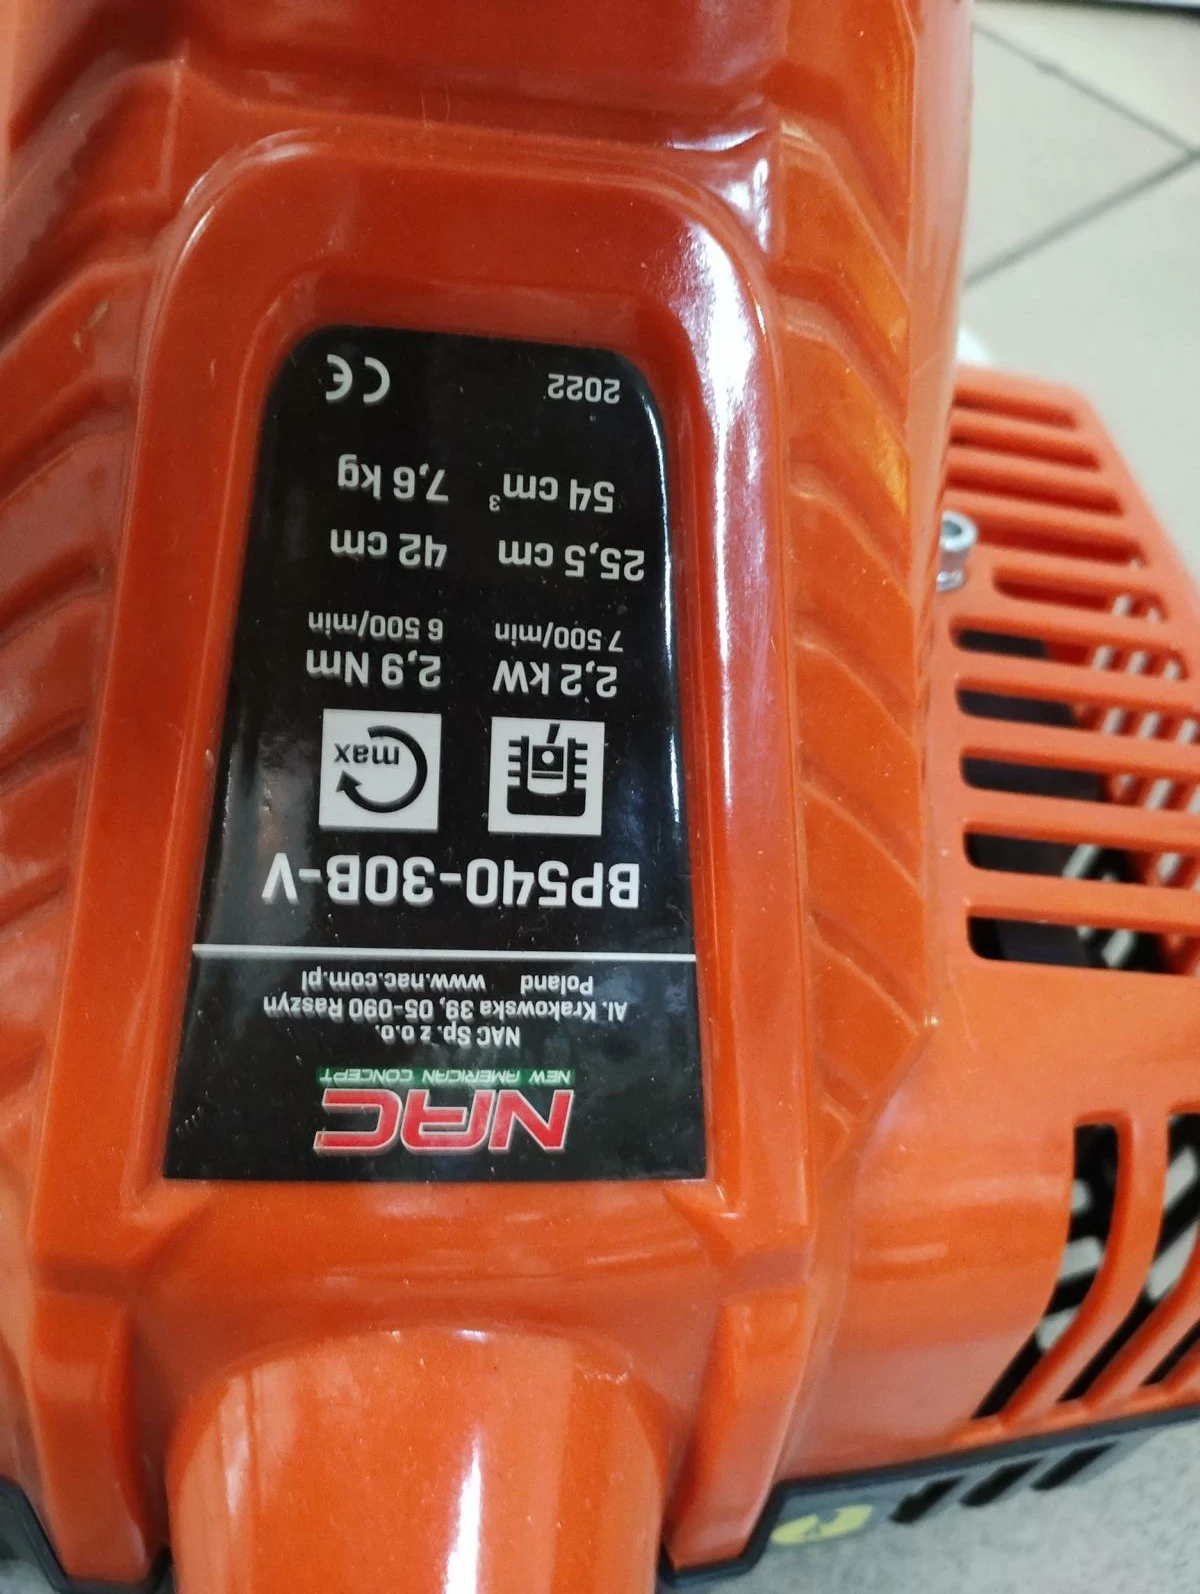 NAC
NEW AMERICAN CONCEPT
NAC Sp. z o.o.
Al. Krakowska 39, 05-090 Raszyn
Poland www.nac.com.pl
BP540-30B-V
max
2,2 kW 2,9 Nm
7 500/min 6 500/min
25,5 cm 42 cm
54 cm³ 7,6 kg
2022 CE